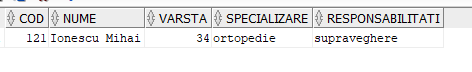 COD NUME VARSTA SPECIALIZARE RESPONSABILITATI
121 Ionescu Mihai 34 ortopedie supraveghere